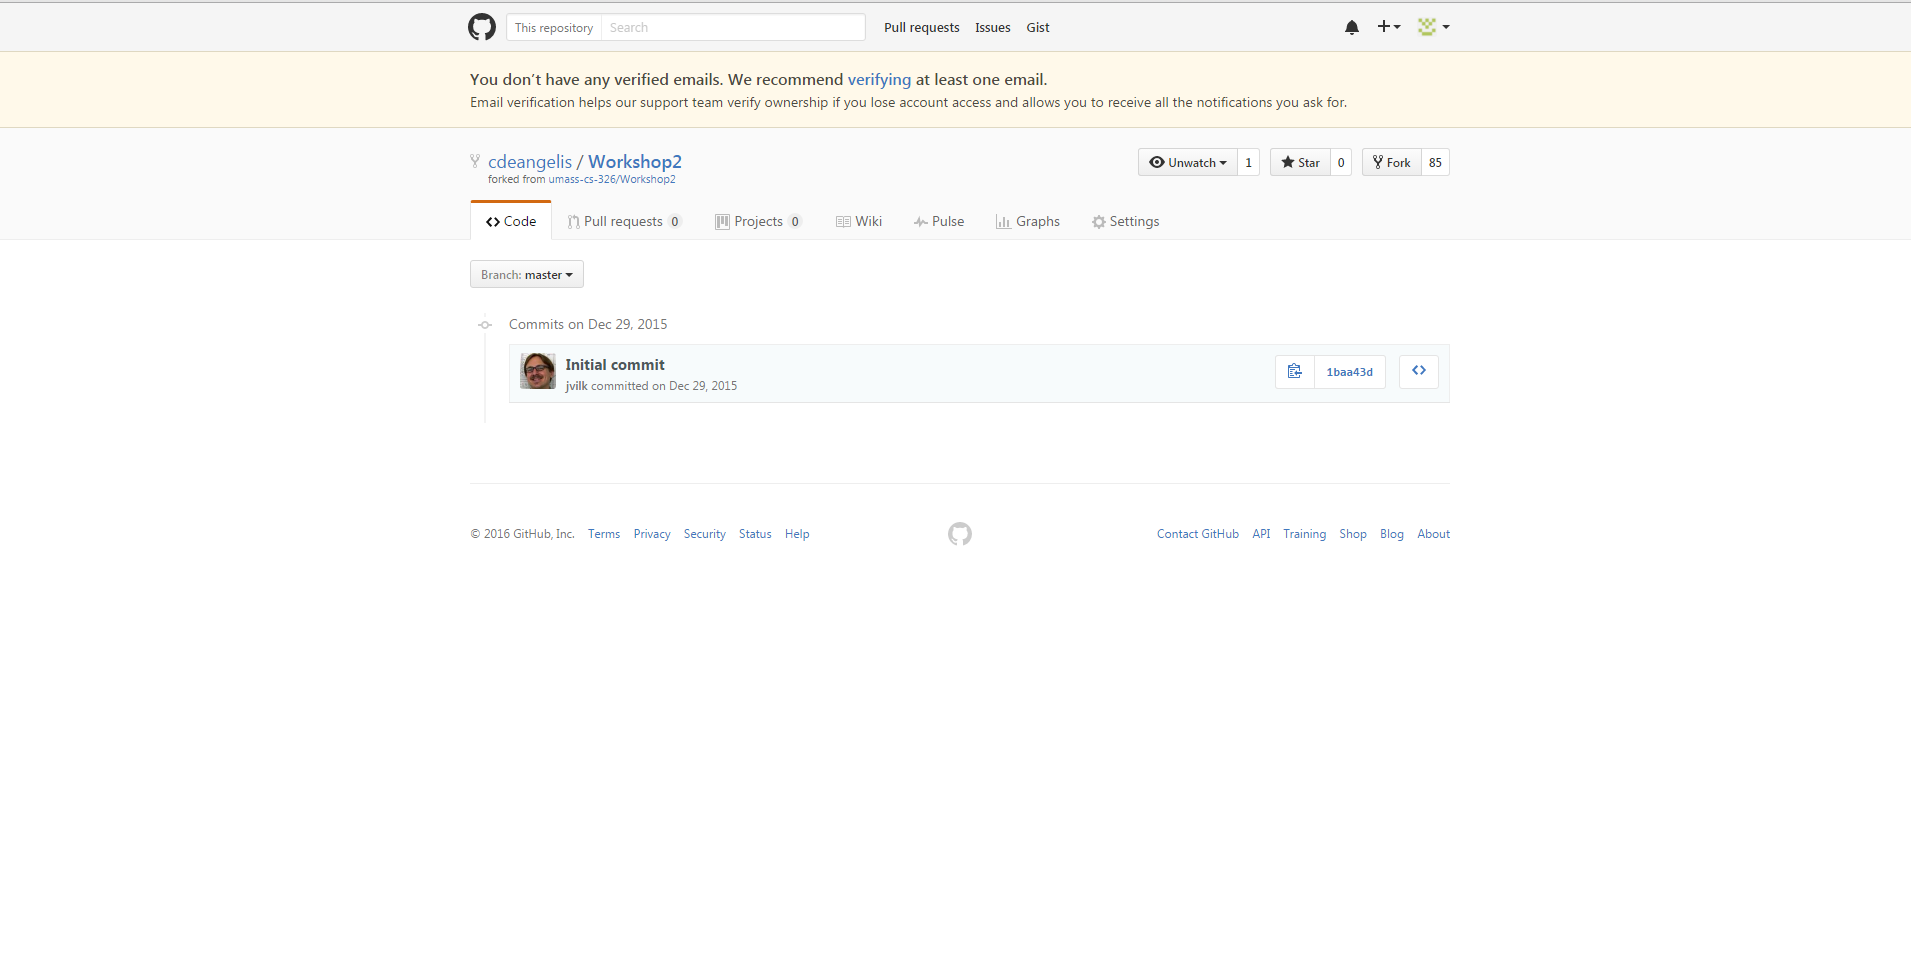 This repository Search Pull requests Issues Gist
You don’t have any verified emails. We recommend verifying at least one email.
Email verification helps our support team verify ownership if you lose account access and allows you to receive all the notifications you ask for.
cdeangelis / Workshop2 Unwatch 1 Star 0 Fork 85
forked from umass-cs-326/Workshop2
Code Pull requests 0 Projects 0 Wiki Pulse Graphs Settings
Branch: master
Commits on Dec 29, 2015
Initial commit
jvilk committed on Dec 29, 2015 1baa43d
© 2016 GitHub, Inc. Terms Privacy Security Status Help Contact GitHub API Training Shop Blog About